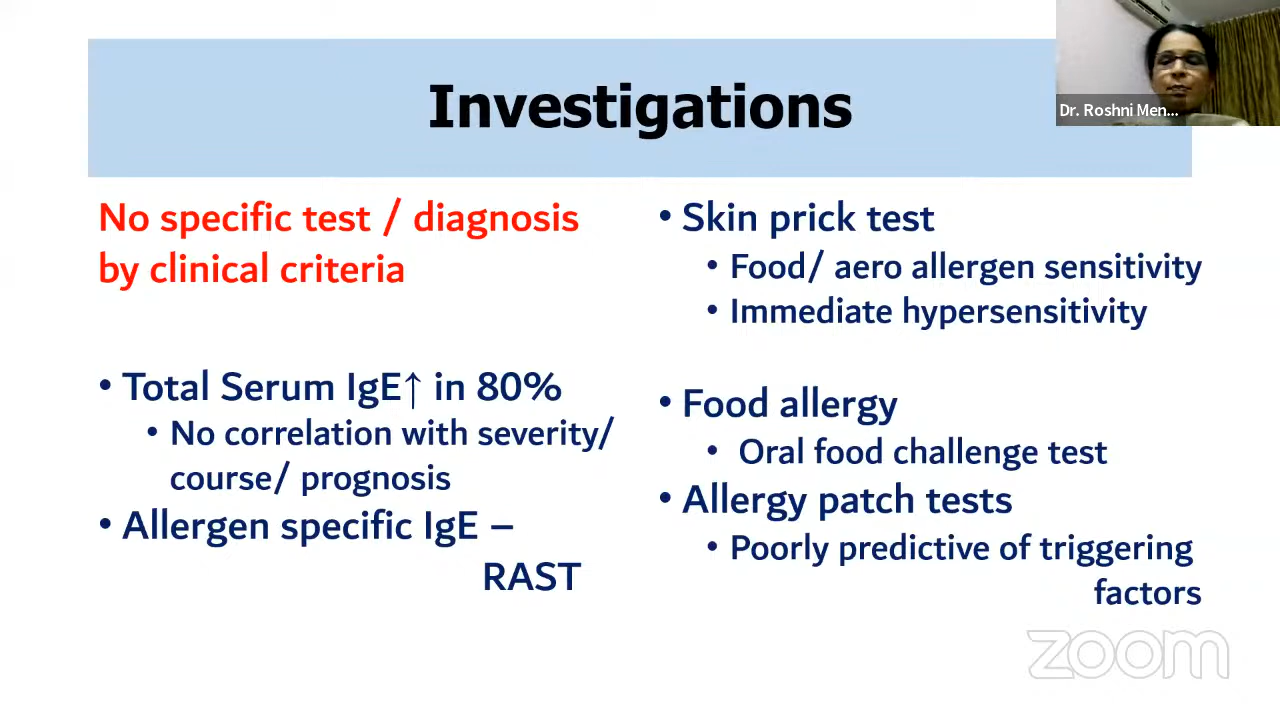 Investigations
Dr. Roshni Men...
No specific test / diagnosis
by clinical criteria
• Total Serum IgE↑ in 80%
• No correlation with severity/
course/ prognosis
• Allergen specific IgE –
RAST
• Skin prick test
• Food/ aero allergen sensitivity
• Immediate hypersensitivity
• Food allergy
• Oral food challenge test
• Allergy patch tests
• Poorly predictive of triggering
factors
zoom